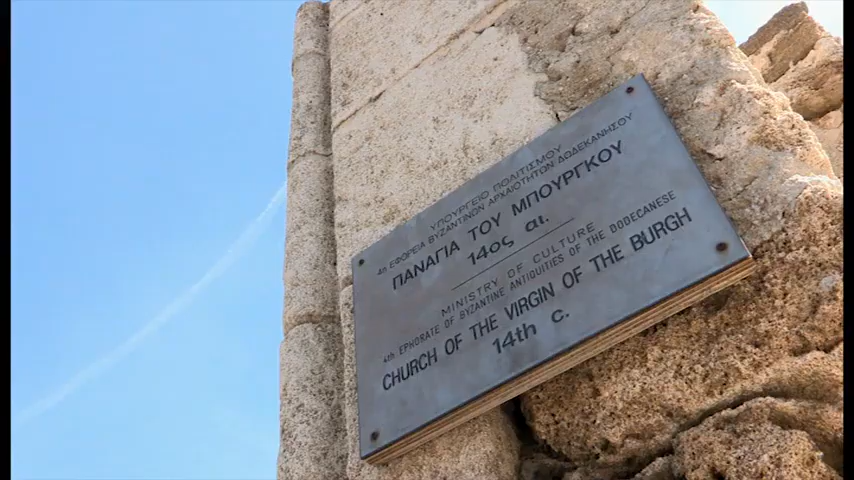 ΥΠΟΥΡΓΕΙΟ ΠΟΛΙΤΙΣΜΟΥ
4η ΕΦΟΡΕΙΑ ΒΥΖΑΝΤΙΝΩΝ ΑΡΧΑΙΟΤΗΤΩΝ ΔΩΔΕΚΑΝΗΣΟΥ
ΠΑΝΑΓΙΑ ΤΟΥ ΜΠΟΥΡΓΚΟΥ
14ος αι.
MINISTRY OF CULTURE
4th EPHORATE OF BYZANTINE ANTIQUITIES OF THE DODECANESE
CHURCH OF THE VIRGIN OF THE BURGH
14th c.